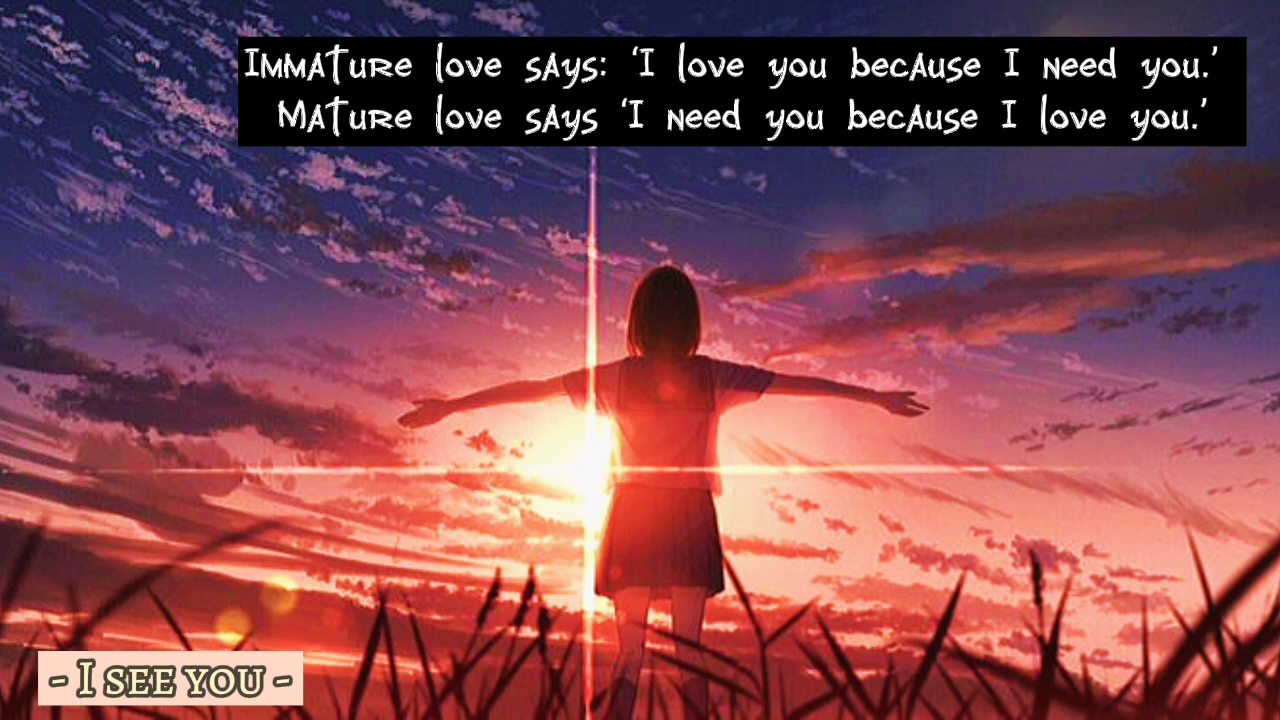 Immature love says: ‘I love you because I need you.’
Mature love says ‘I need you because I love you.’
- I see you -